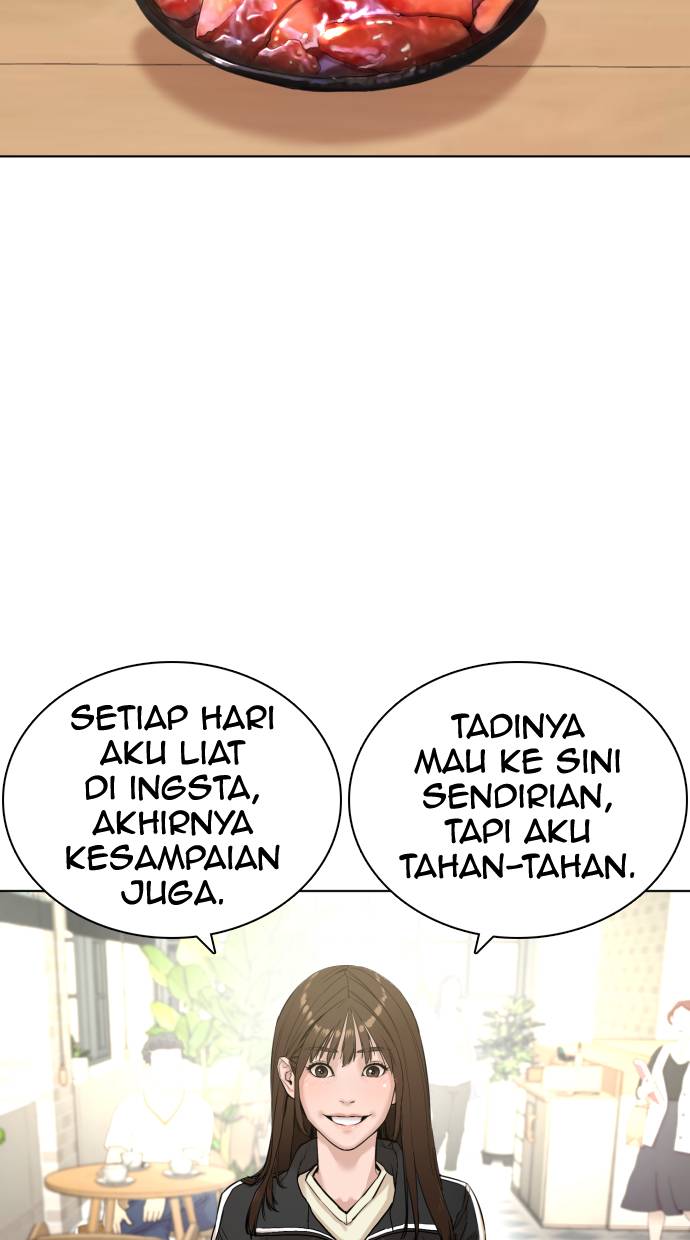 SETIAP HARI
AKU LIAT
DI INGSTA,
AKHIRNYA
KESAMPAIAN
JUGA.
TADINYA
MAU KE SINI
SENDIRIAN,
TAPI AKU
TAHAN-TAHAN.